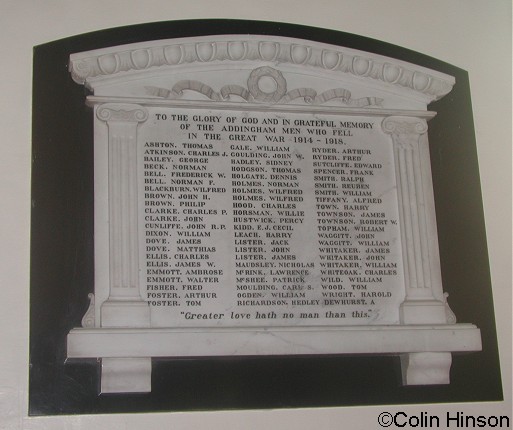 TO THE GLORY OF GOD AND IN GRATEFUL MEMORY
OF THE ADDINGHAM MEN WHO FELL
IN THE GREAT WAR 1914 - 1918.
ASHTON, THOMAS
ATKINSON, CHARLES J.
BAILEY, GEORGE
BECK, NORMAN
BELL, FREDERICK W.
BELL, NORMAN F.
BLACKBURN, WILFRED
BROWN, JOHN H.
BROWN, PHILIP
CLARKE, CHARLES P.
CLARKE, JOHN
CUNLIFFE, JOHN R.P.
DIXON, WILLIAM
DOVE, JAMES
DOVE, MATTHIAS
ELLIS, CHARLES
ELLIS, JAMES W.
EMMOTT, AMBROSE
EMMOTT, WALTER
FISHER, FRED
FOSTER, ARTHUR
FOSTER, TOM
GALE, WILLIAM
GOULDING, JOHN W.
HADLEY, SIDNEY
HODGSON, THOMAS
HOLGATE, DENNIS
HOLMES, NORMAN
HOLMES, WILFRED
HOLMES, WILFRED
HOOD, CHARLES
HORSMAN, WILLIE
HUSTWICK, PERCY
KIDD, E.J. CECIL
LEACH, HARRY
LISTER, JACK
LISTER, JOHN
LISTER, JAMES
MAUDSLEY, NICHOLAS
McRINK, LAWRENCE
McSHEE, PATRICK
MOULDING, CARR S.
OGDEN, WILLIAM
RICHARDSON, HEDLEY
RYDER, ARTHUR
RYDER, FRED
SUTCLIFFE, EDWARD
SPENCER, FRANK
SMITH, RALPH
SMITH, REUBEN
SMITH, WILLIAM
TIFFANY, ALFRED
TOWN, HARRY
TOWNSON, JAMES
TOWNSON, ROBERT W.
TOPHAM, WILLIAM
WAGGITT, JOHN
WAGGITT, WILLIAM
WHITAKER, JAMES
WHITAKER, JOHN
WHITAKER, WILLIAM
WHITEOAK, CHARLES
WILD, WILLIAM
WOOD, TOM
WRIGHT, HAROLD
DEWHURST, A
"Greater love hath no man than this."
©Colin Hinson